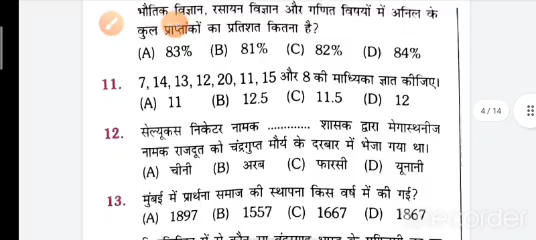 भौतिक विज्ञान, रसायन विज्ञान और गणित विषयों में अनिल के
कुल प्राप्तांकों का प्रतिशत कितना है?
(A) 83% (B) 81% (C) 82% (D) 84%
11. 7, 14, 13, 12, 20, 11, 15 और 8 की माध्यिका ज्ञात कीजिए।
(A) 11 (B) 12.5 (C) 11.5 (D) 12
4 / 14
12. सेल्यूकस निकेटर नामक ............. शासक द्वारा मेगास्थनीज
नामक राजदूत को चंद्रगुप्त मौर्य के दरबार में भेजा गया था।
(A) चीनी (B) अरब (C) फारसी (D) यूनानी
13. मुंबई में प्रार्थना समाज की स्थापना किस वर्ष में की गई?
(A) 1897 (B) 1557 (C) 1667 (D) 1867
RECORDER